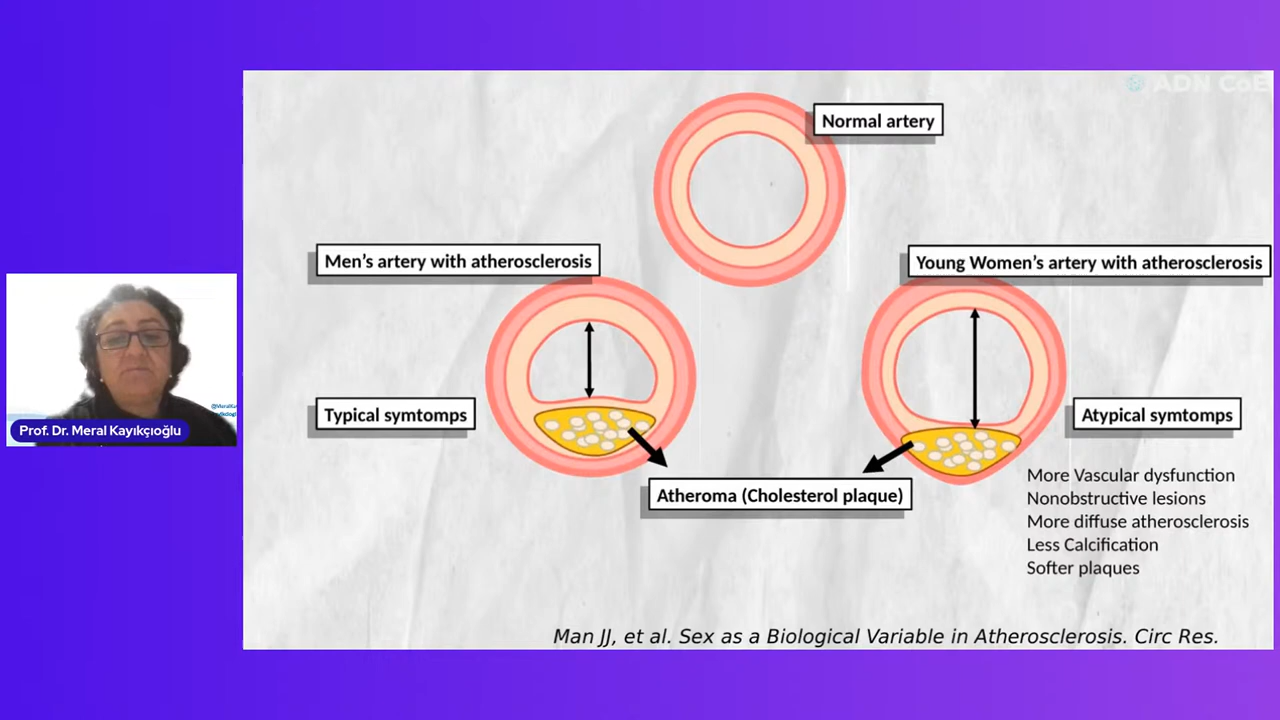 ADN CoE
Normal artery
Men’s artery with atherosclerosis
Young Women’s artery with atherosclerosis
Typical symtomps
Atypical symtomps
Atheroma (Cholesterol plaque)
More Vascular dysfunction
Nonobstructive lesions
More diffuse atherosclerosis
Less Calcification
Softer plaques
Man JJ, et al. Sex as a Biological Variable in Atherosclerosis. Circ Res.
Prof. Dr. Meral Kayıkçıoğlu